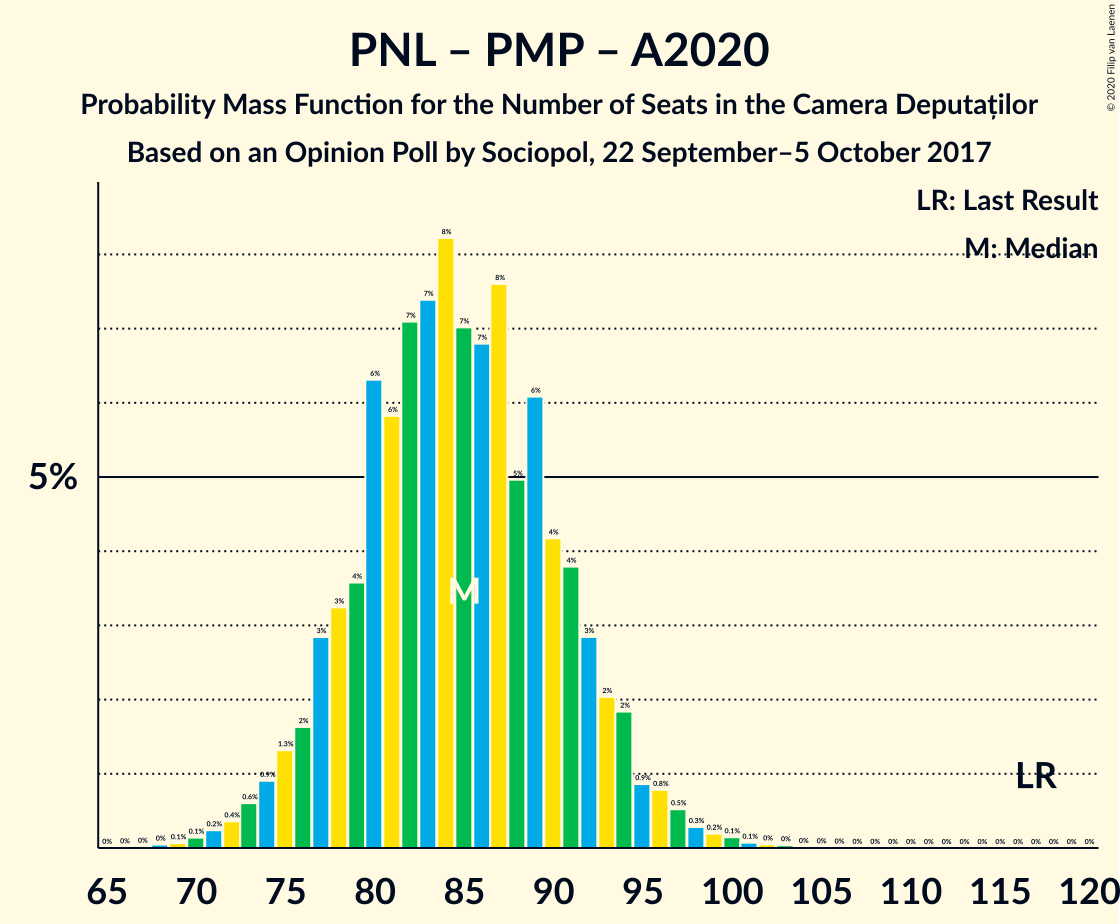 PNL – PMP – A2020
Probability Mass Function for the Number of Seats in the Camera Deputaților
Based on an Opinion Poll by Sociopol, 22 September–5 October 2017
© 2020 Filip van Laenen
LR: Last Result
M: Median
5%
0% 0% 0% 0% 0.1% 0.1% 0.2% 0.4% 0.6% 0.9% 1.3% 2% 3% 3% 4% 6% 6% 7% 7% 8% 7% 7% 8% 5% 6% 4% 4% 3% 2% 2% 0.9% 0.8% 0.5% 0.3% 0.2% 0.1% 0.1% 0% 0% 0% 0% 0% 0% 0% 0% 0% 0% 0% 0% 0% 0% 0% 0% 0% 0% 0%
M
LR
65 70 75 80 85 90 95 100 105 110 115 120